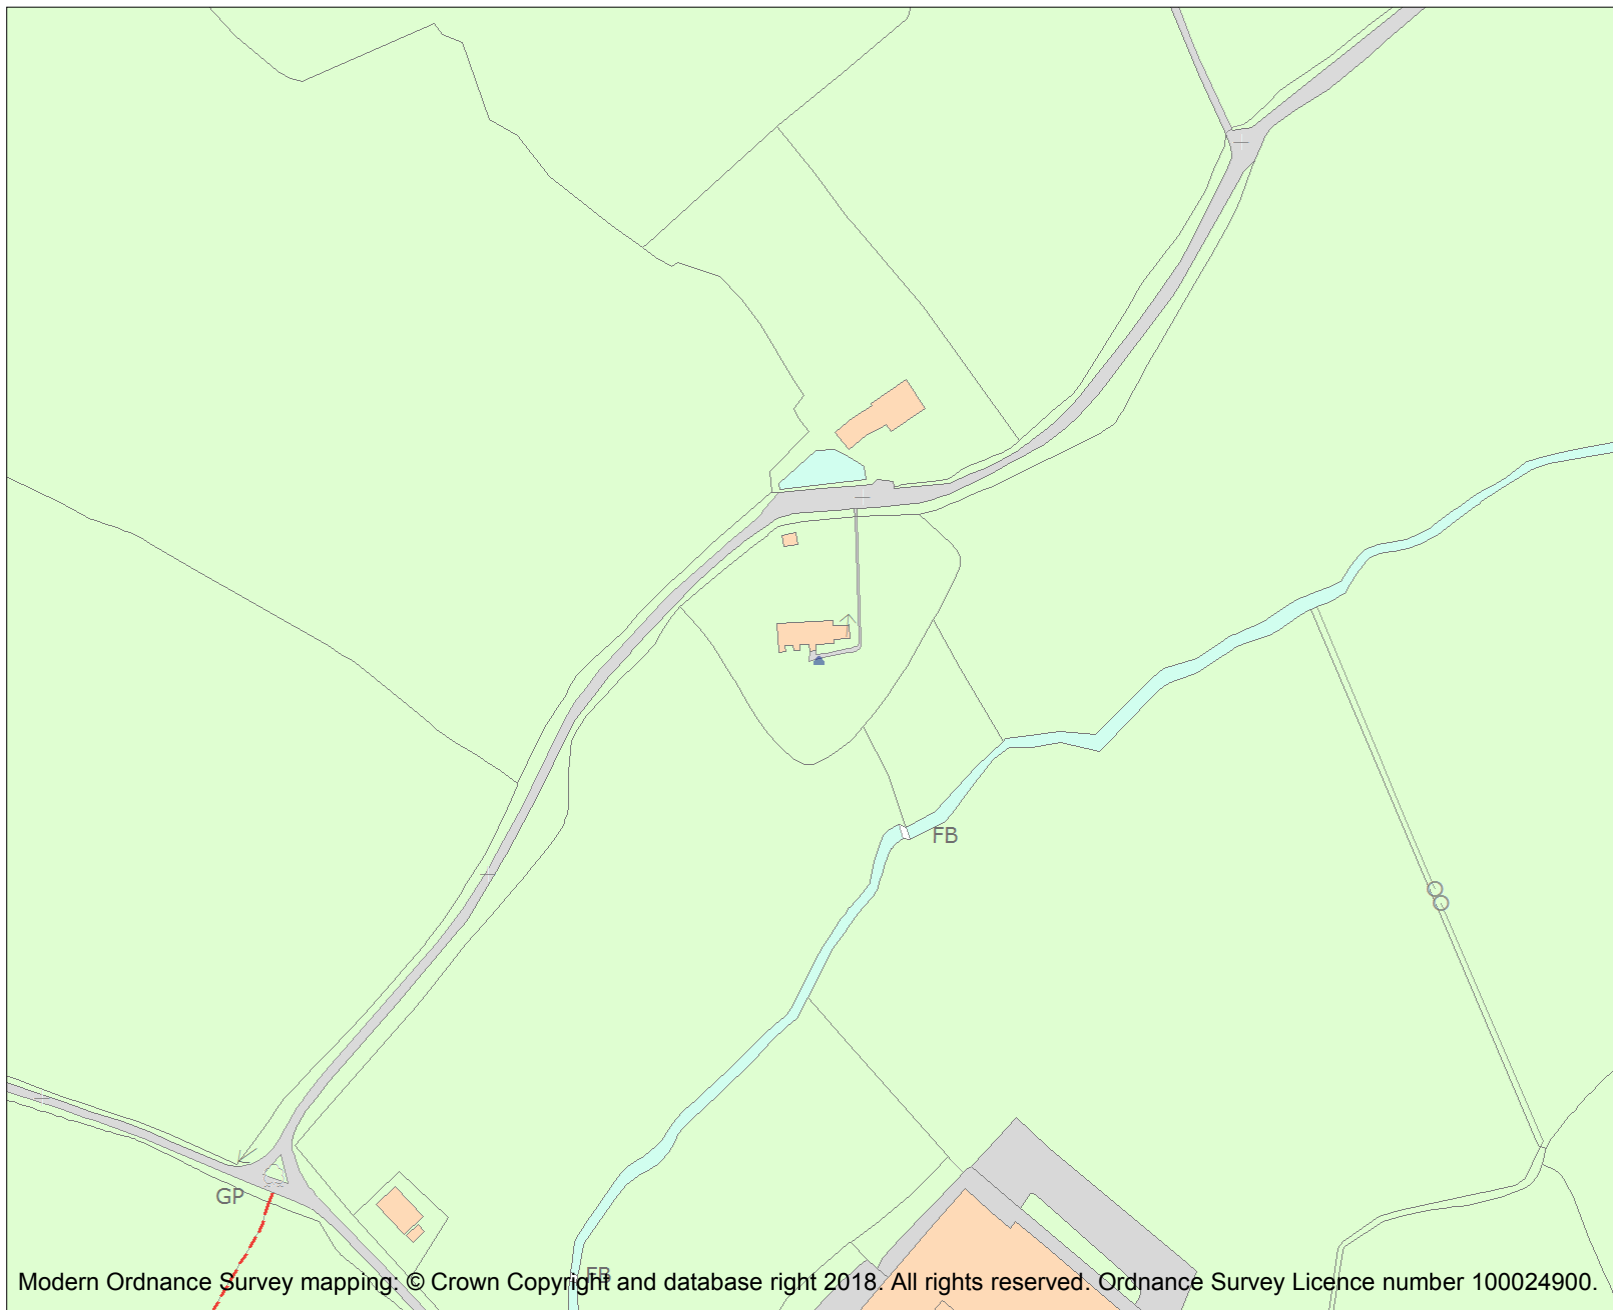 FB
GP
FB
Modern Ordnance Survey mapping: © Crown Copyright and database right 2018. All rights reserved. Ordnance Survey Licence number 100024900.